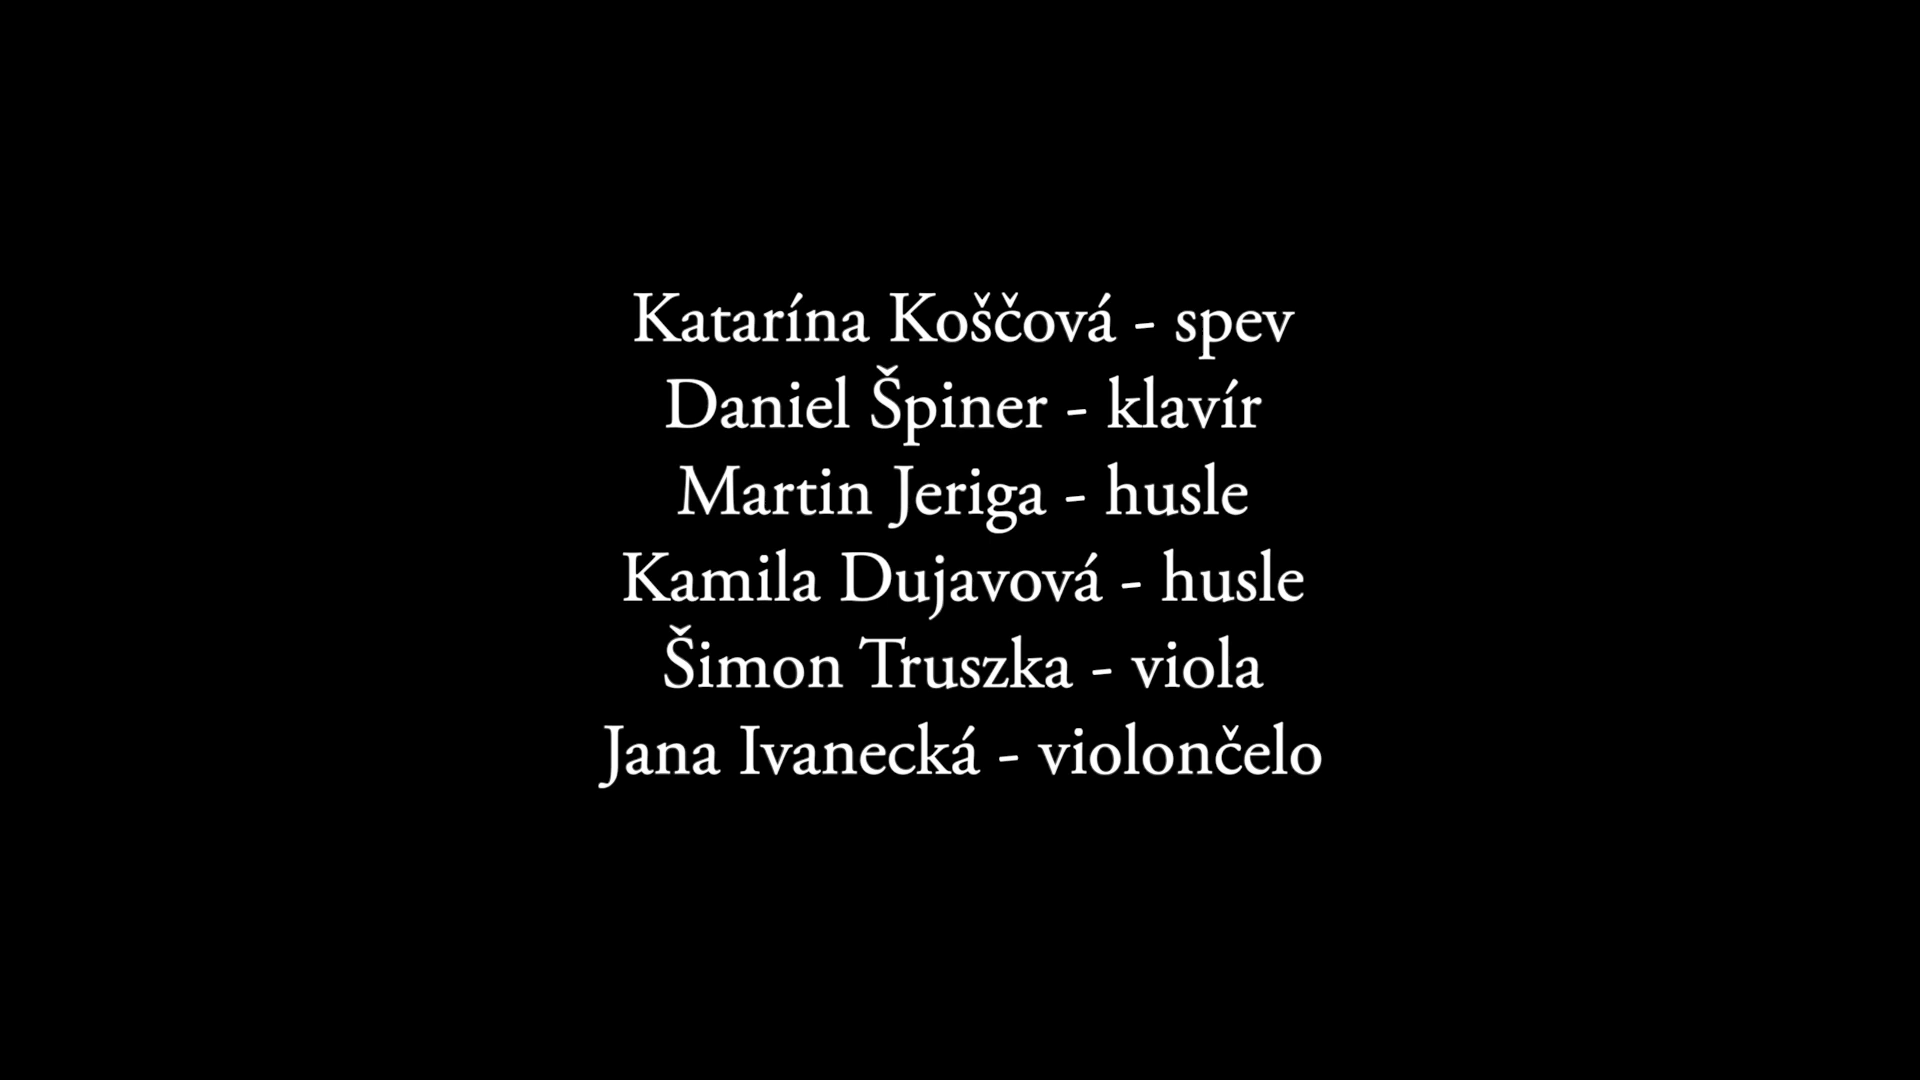 Katarína Koščová - spev
Daniel Špiner - klavír
Martin Jeriga - husle
Kamila Dujavová - husle
Šimon Truszka - viola
Jana Ivanecká - violončelo